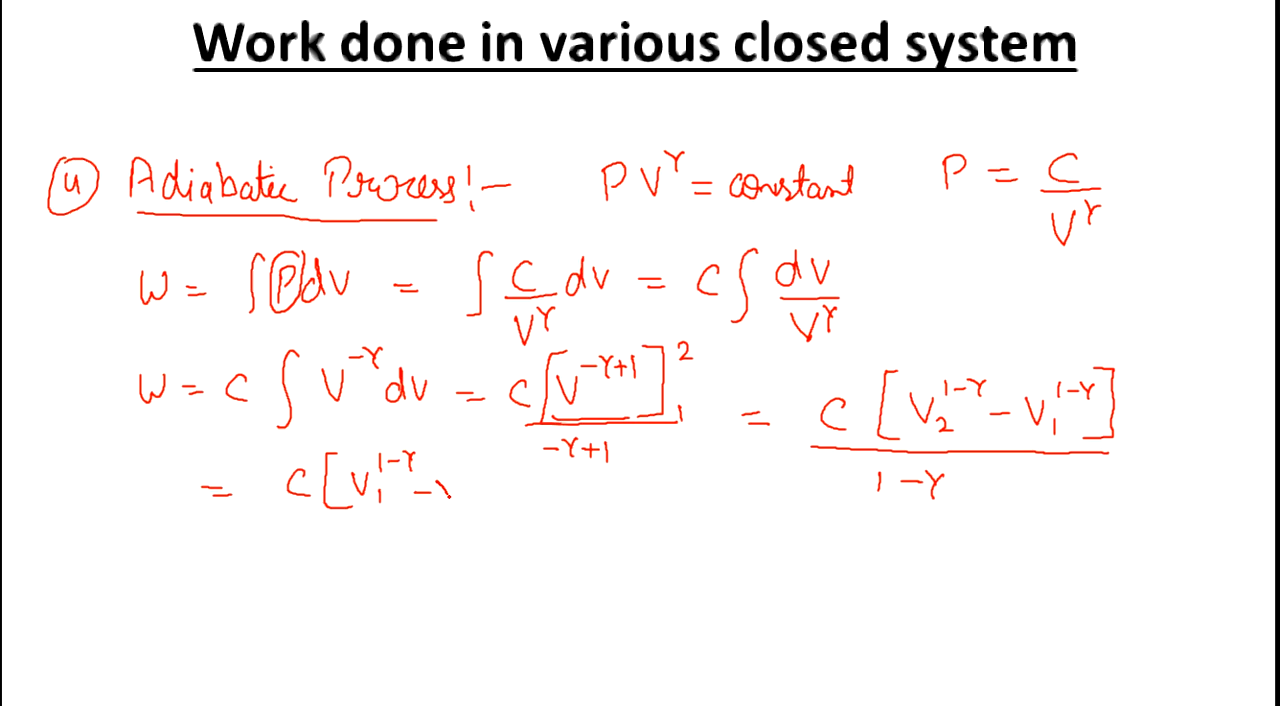 Work done in various closed system
(4) Adiabatic Process!- PV^γ = constant P = C/V^γ
W = ∫PdV = ∫ C/V^γ dV = C∫ dV/V^γ
W = C ∫ V^-γ dV = C[V^-γ+1]₁²/-γ+1 = C[V₂^1-γ - V₁^1-γ]/1-γ
= C[V₁^1-γ -